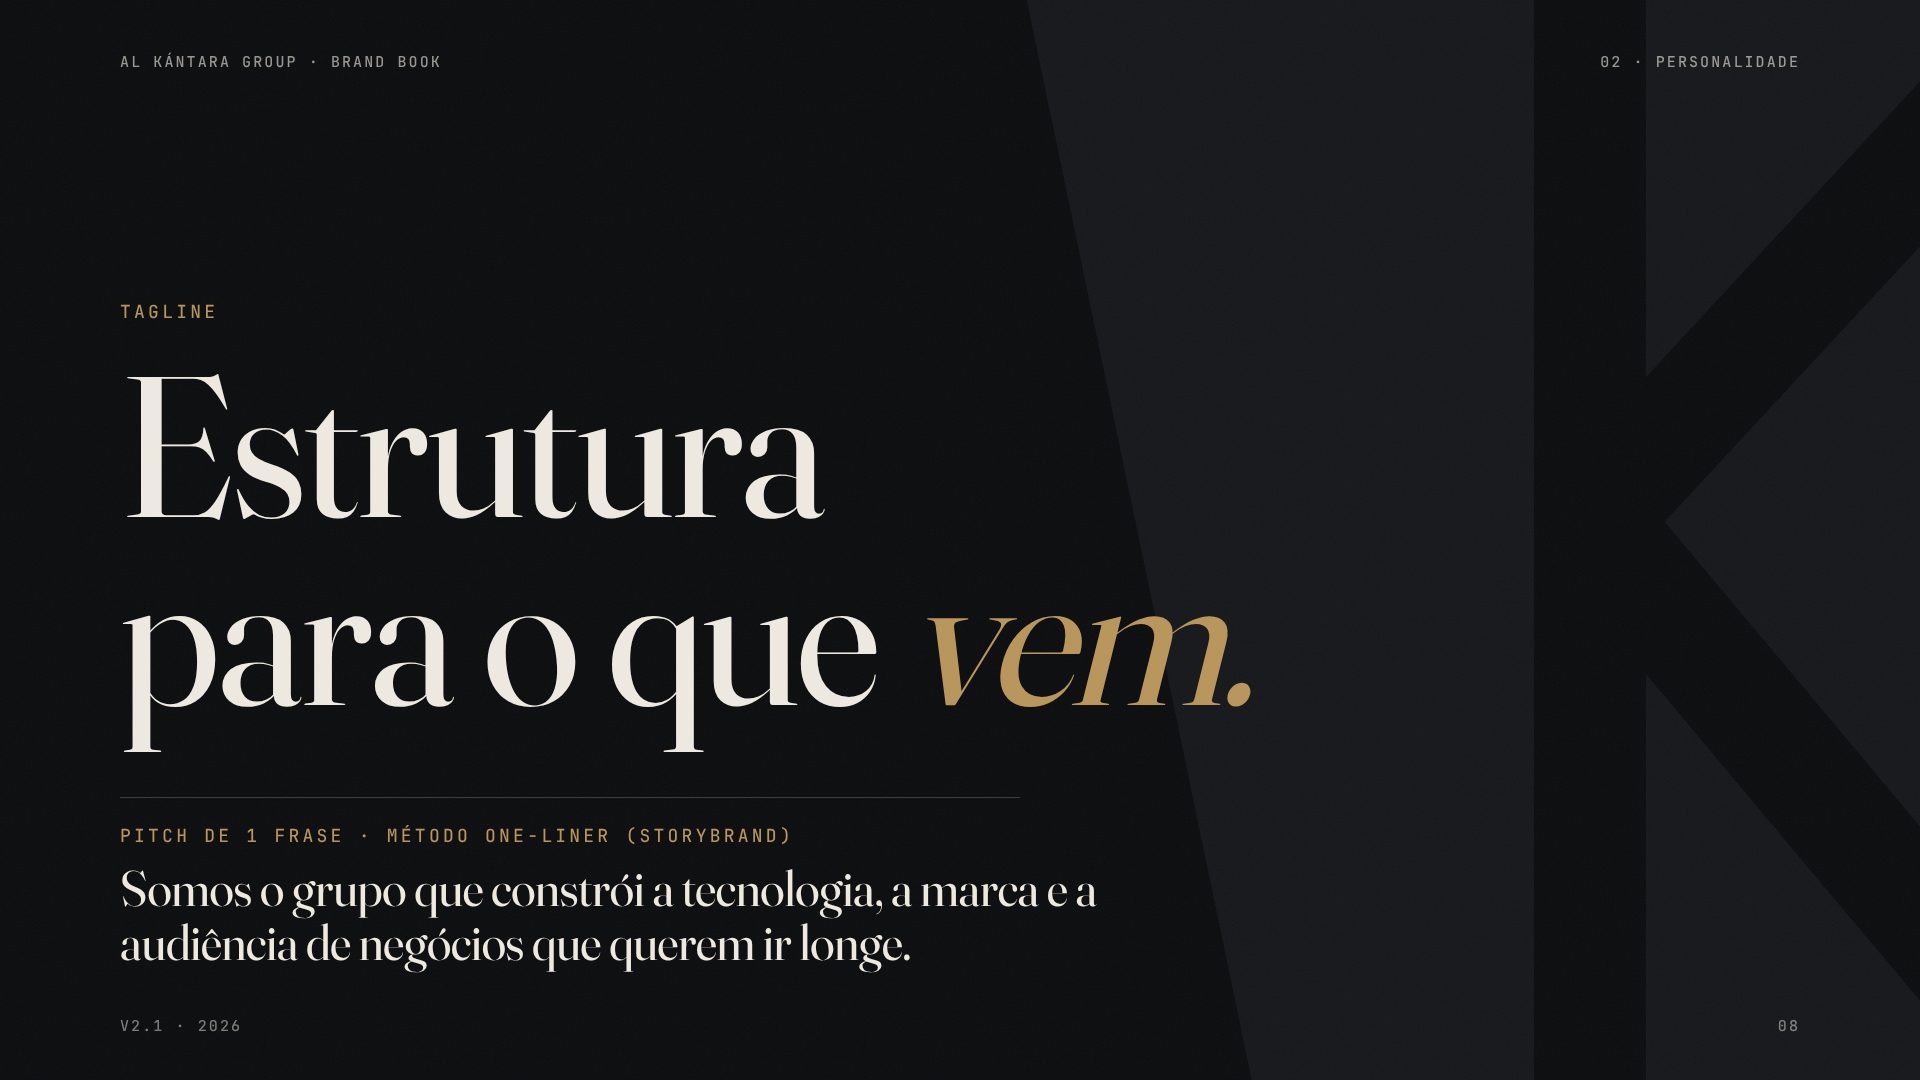 AL KÁNTARA GROUP · BRAND BOOK
02 · PERSONALIDADE
TAGLINE
Estrutura
para o que vem.
PITCH DE 1 FRASE · MÉTODO ONE-LINER (STORYBRAND)
Somos o grupo que constrói a tecnologia, a marca e a
audiência de negócios que querem ir longe.
V2.1 · 2026
08